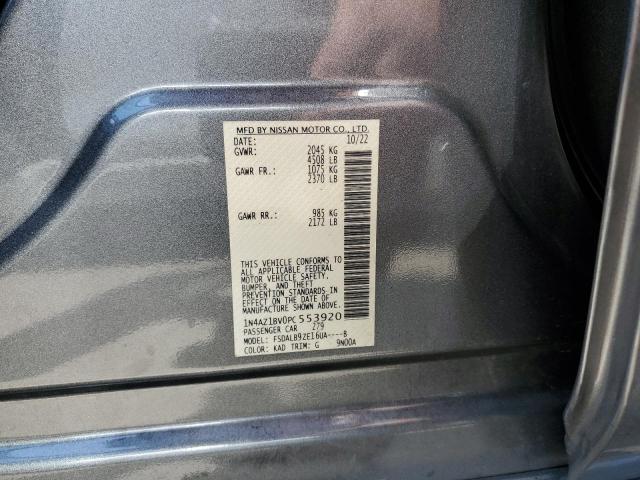 MFD BY NISSAN MOTOR CO., LTD.
DATE: 10/22
GVWR: 2045 KG
4508 LB
GAWR FR.: 1075 KG
2370 LB
GAWR RR.: 985 KG
2172 LB
THIS VEHICLE CONFORMS TO
ALL APPLICABLE FEDERAL
MOTOR VEHICLE SAFETY,
BUMPER, AND THEFT
PREVENTION STANDARDS IN
EFFECT ON THE DATE OF
MANUFACTURE SHOWN ABOVE.
1N4AZ1BV0PC553920
PASSENGER CAR 279
MODEL: FSDALB9ZE16UA----B
COLOR: KAD TRIM: G 9N00A